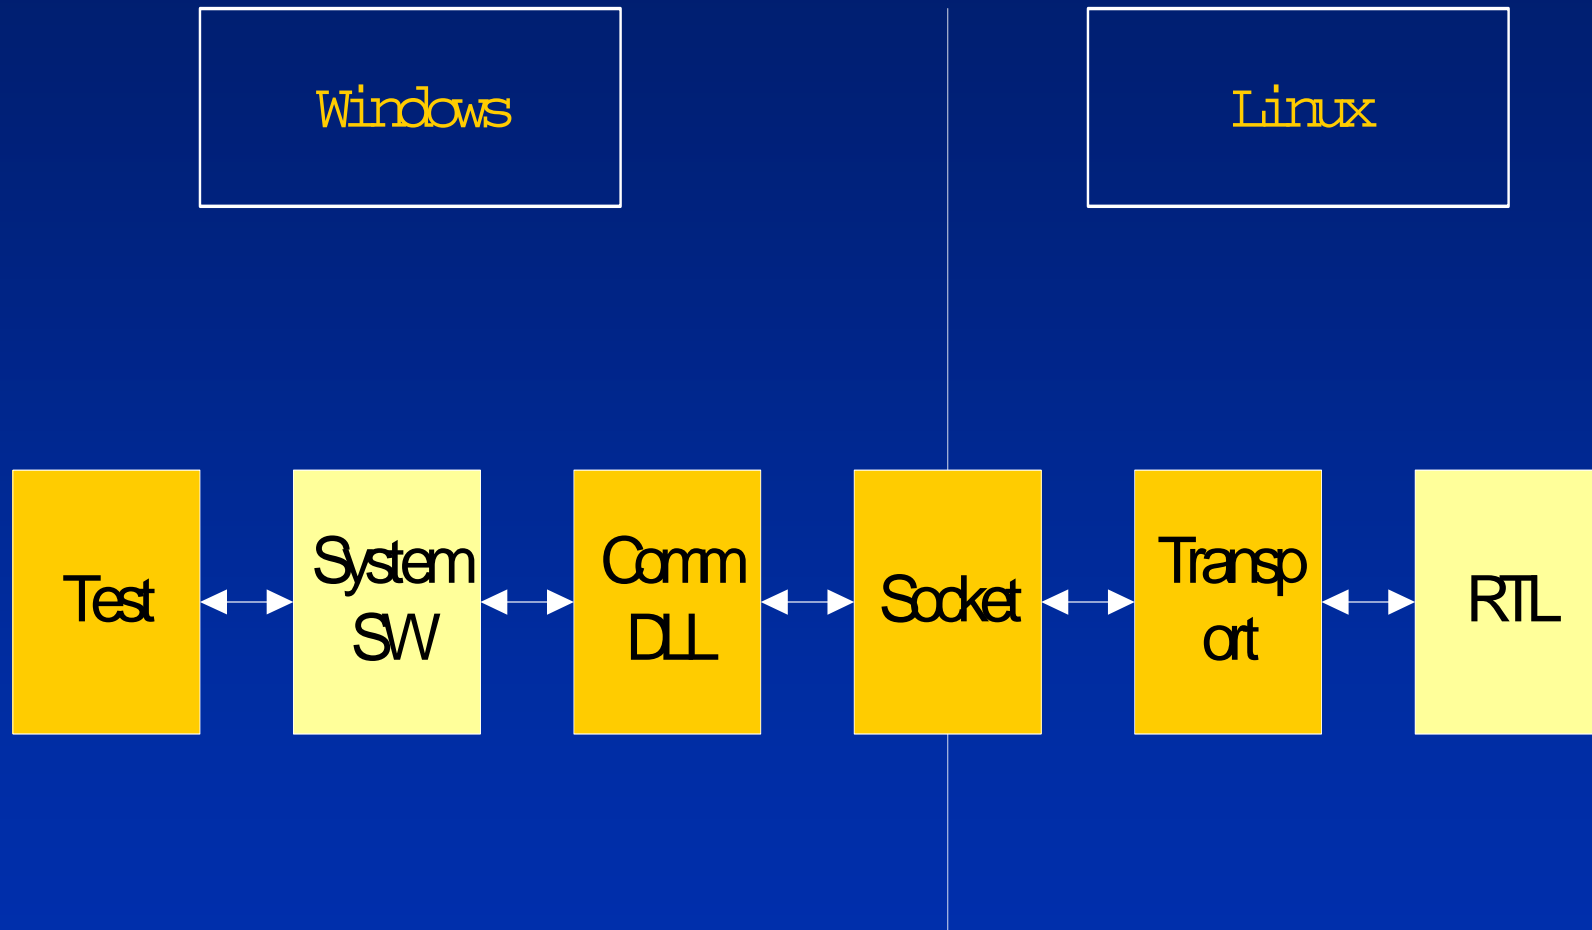 Windows
Linux
Test
System
SW
Comm
DLL
Socket
Transp
ort
RTL